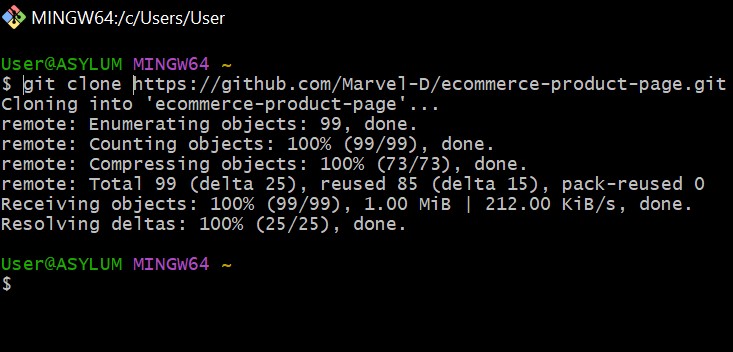 MINGW64:/c/Users/User
User@ASYLUM MINGW64 ~
$ git clone https://github.com/Marvel-D/ecommerce-product-page.git
Cloning into 'ecommerce-product-page'...
remote: Enumerating objects: 99, done.
remote: Counting objects: 100% (99/99), done.
remote: Compressing objects: 100% (73/73), done.
remote: Total 99 (delta 25), reused 85 (delta 15), pack-reused 0
Receiving objects: 100% (99/99), 1.00 MiB | 212.00 KiB/s, done.
Resolving deltas: 100% (25/25), done.
User@ASYLUM MINGW64 ~
$